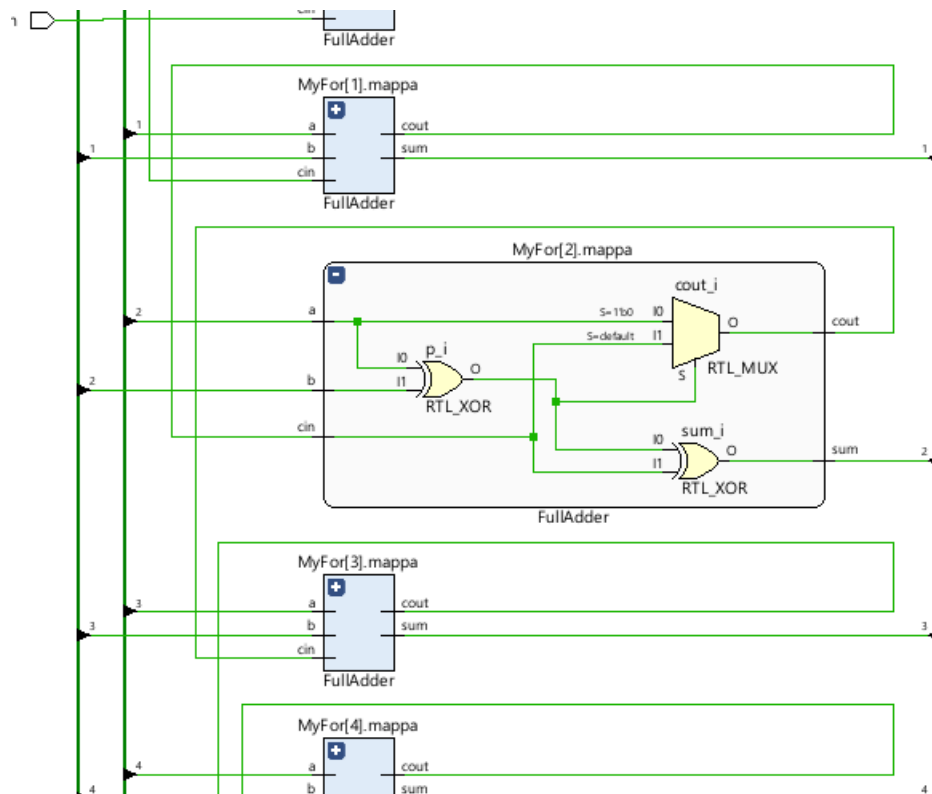 cin
FullAdder
MyFor[1].mappa
1
a
cout
1
b
sum
1
cin
FullAdder
MyFor[2].mappa
cout_i
2
a
S=1'b0
I0
O
cout
S=default
I1
p_i
S
RTL_MUX
I0
O
2
b
I1
RTL_XOR
cin
sum_i
I0
O
sum
2
I1
RTL_XOR
FullAdder
MyFor[3].mappa
3
a
cout
3
b
sum
3
cin
FullAdder
MyFor[4].mappa
4
a
cout
4
b
sum
4